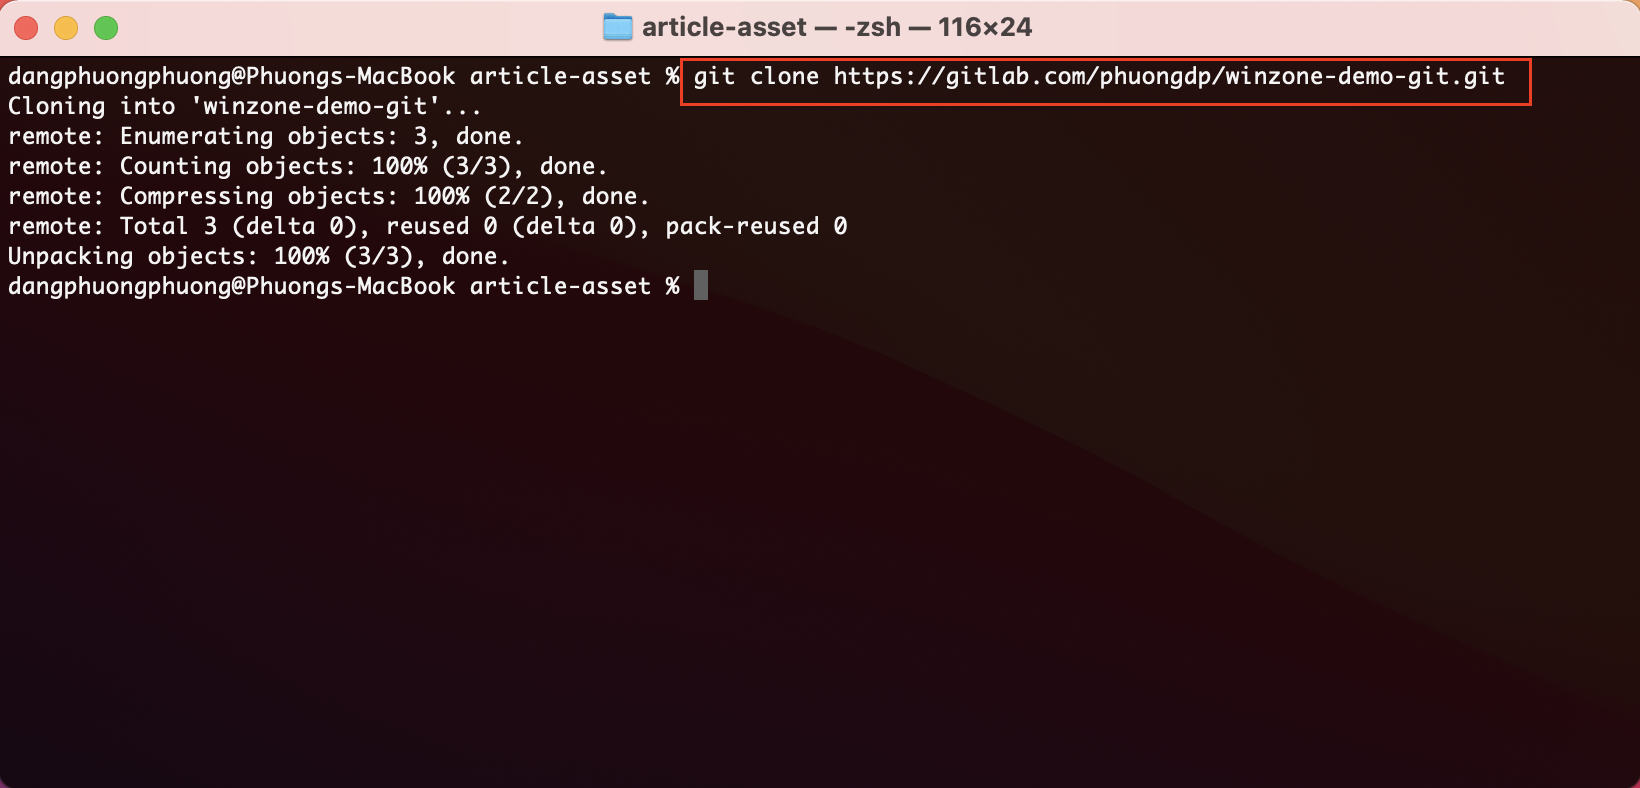 article-asset — -zsh — 116×24
dangphuongphuong@Phuongs-MacBook article-asset % git clone https://gitlab.com/phuongdp/winzone-demo-git.git
Cloning into 'winzone-demo-git'...
remote: Enumerating objects: 3, done.
remote: Counting objects: 100% (3/3), done.
remote: Compressing objects: 100% (2/2), done.
remote: Total 3 (delta 0), reused 0 (delta 0), pack-reused 0
Unpacking objects: 100% (3/3), done.
dangphuongphuong@Phuongs-MacBook article-asset %